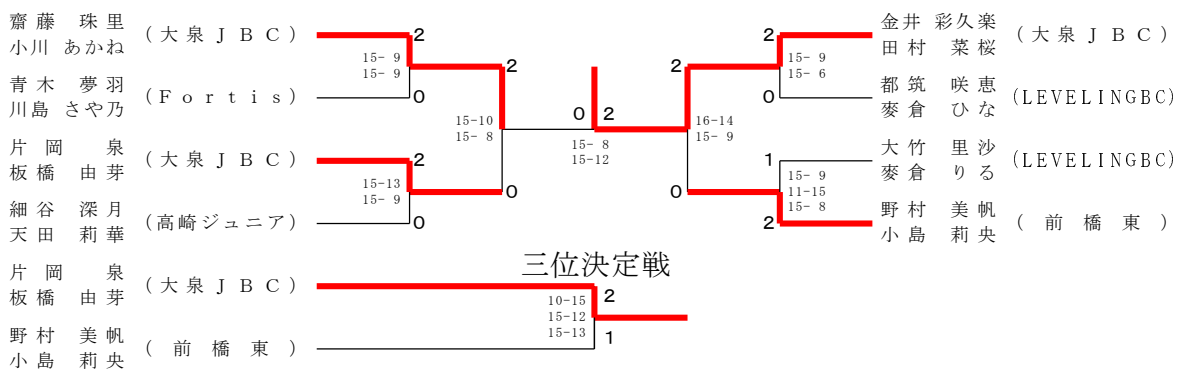 齋藤 珠里
小川 あかね
(大泉JBC)
2
15- 9
15- 9
青木 夢羽
川島 さや乃
(Fortis)
0
2
15-10
15- 8
片岡 泉
板橋 由芽
(大泉JBC)
2
15-13
15- 9
細谷 深月
天田 莉華
(高崎ジュニア)
0
0
0 2
15- 8
15-12
金井 彩久楽
田村 菜桜
(大泉JBC)
2
15- 9
15- 6
都筑 咲恵
麥倉 ひな
(LEVELINGBC)
0
2
16-14
15- 9
大竹 里沙
麥倉 りる
(LEVELINGBC)
1
15- 9
11-15
15- 8
野村 美帆
小島 莉央
(前橋東)
2
0
三位決定戦
片岡 泉
板橋 由芽
(大泉JBC)
2
10-15
15-12
15-13
野村 美帆
小島 莉央
(前橋東)
1